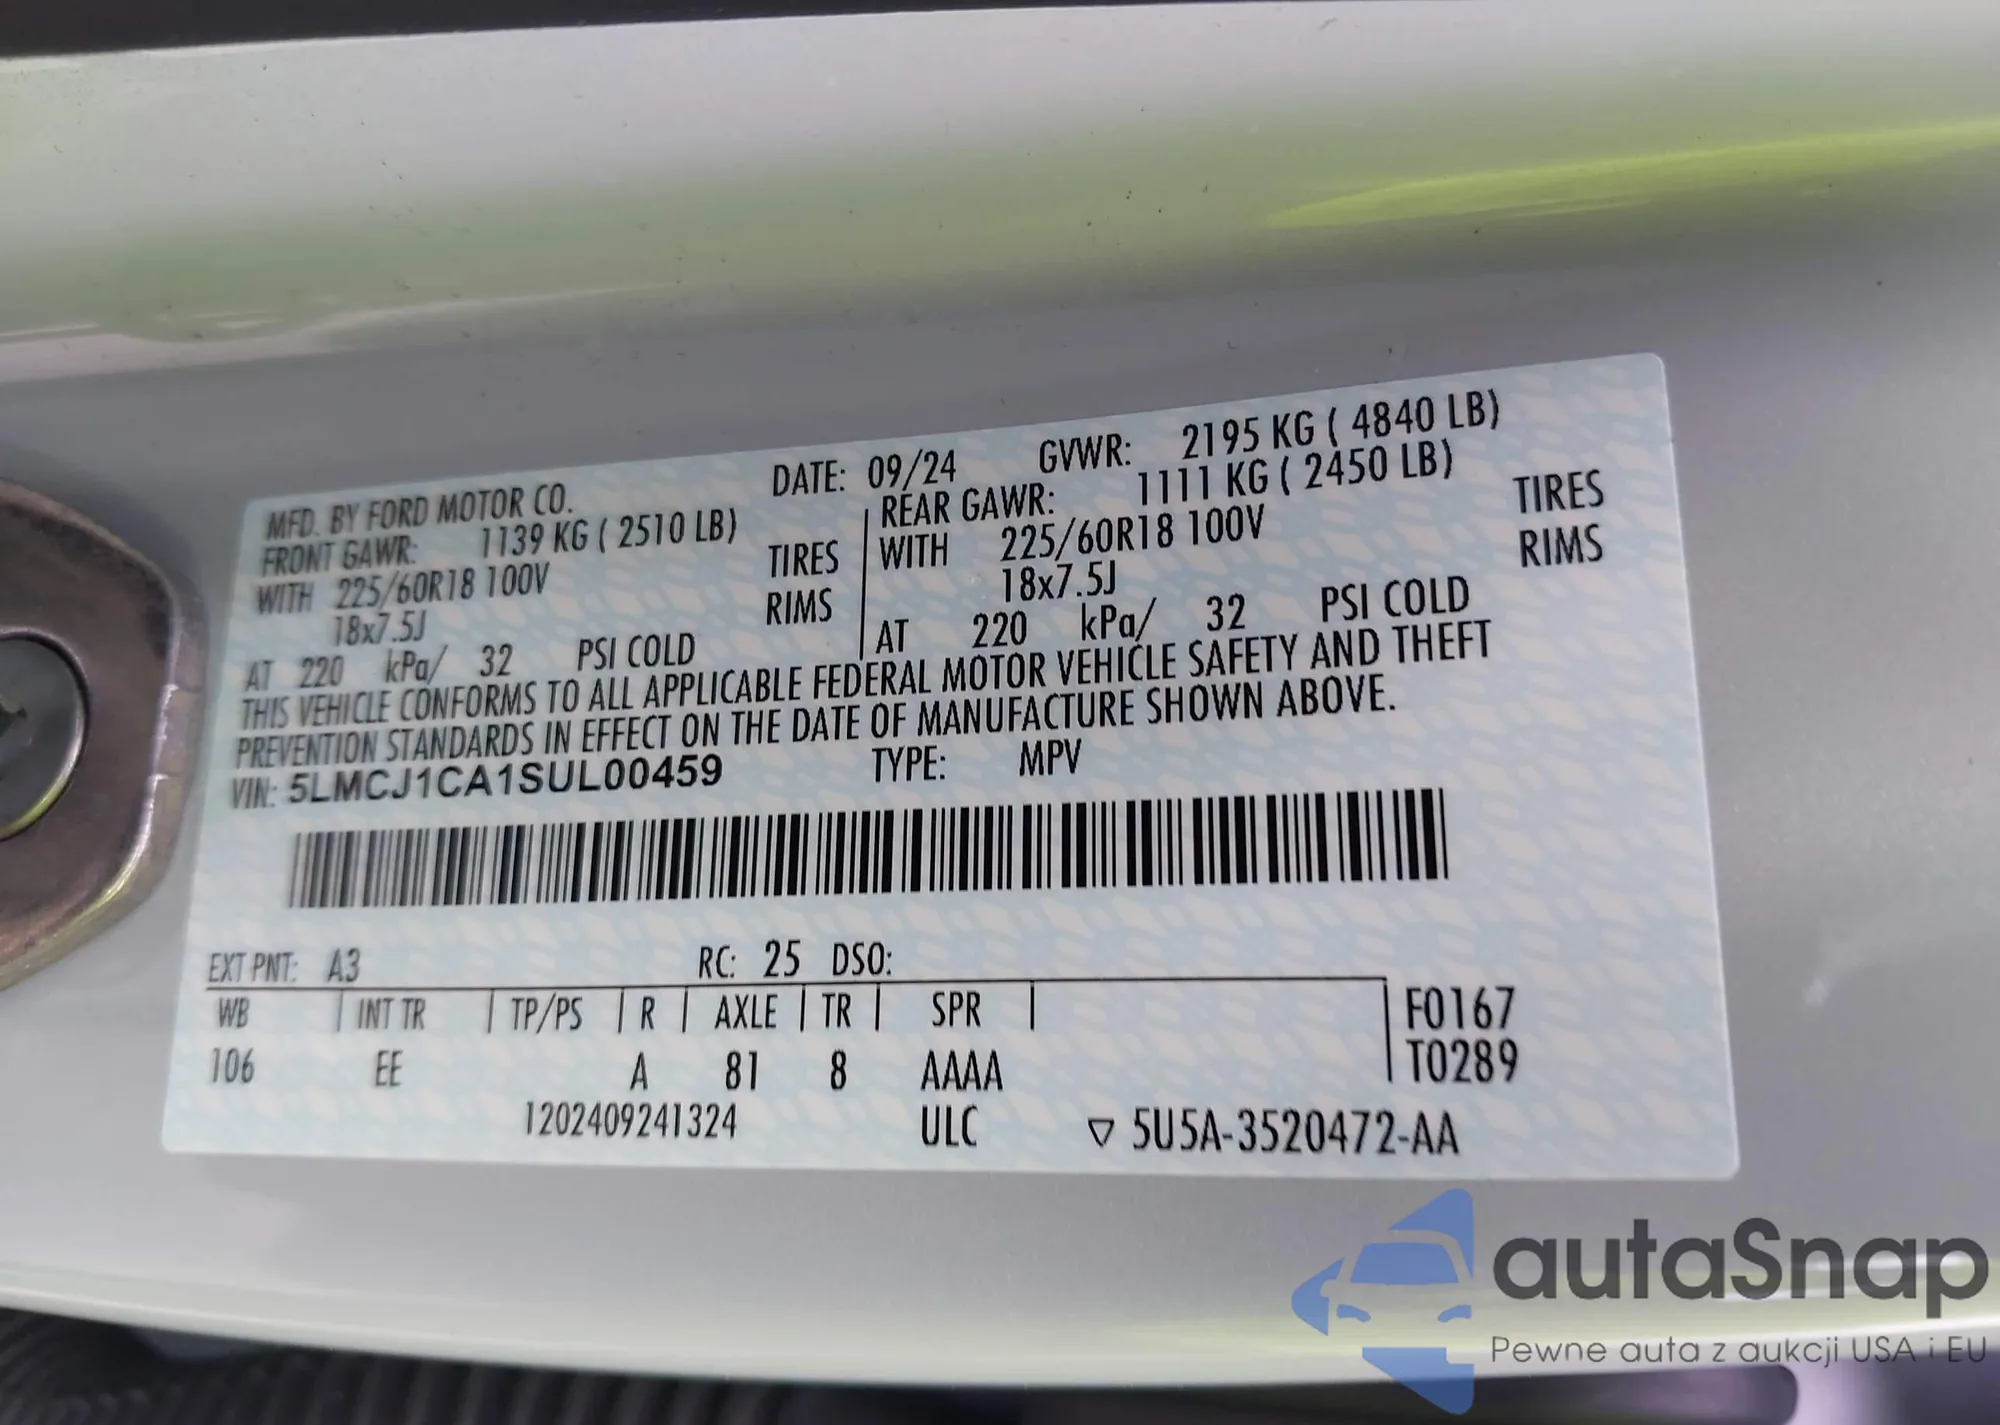 MFD. BY FORD MOTOR CO. DATE: 09/24 GVWR: 2195 KG ( 4840 LB)
FRONT GAWR: 1139 KG ( 2510 LB) REAR GAWR: 1111 KG ( 2450 LB)
WITH 225/60R18 100V TIRES WITH 225/60R18 100V TIRES
18x7.5J RIMS 18x7.5J RIMS
AT 220 kPa/ 32 PSI COLD AT 220 kPa/ 32 PSI COLD
THIS VEHICLE CONFORMS TO ALL APPLICABLE FEDERAL MOTOR VEHICLE SAFETY AND THEFT
PREVENTION STANDARDS IN EFFECT ON THE DATE OF MANUFACTURE SHOWN ABOVE.
VIN: 5LMCJ1CA1SUL00459 TYPE: MPV
EXT PNT: A3 RC: 25 DSO:
WB INT TR TP/PS R AXLE TR SPR F0167
106 EE A 81 8 AAAA T0289
1202409241324 ULC ▽ 5U5A-3520472-AA
autaSnap
Pewne auta z aukcji USA i EU